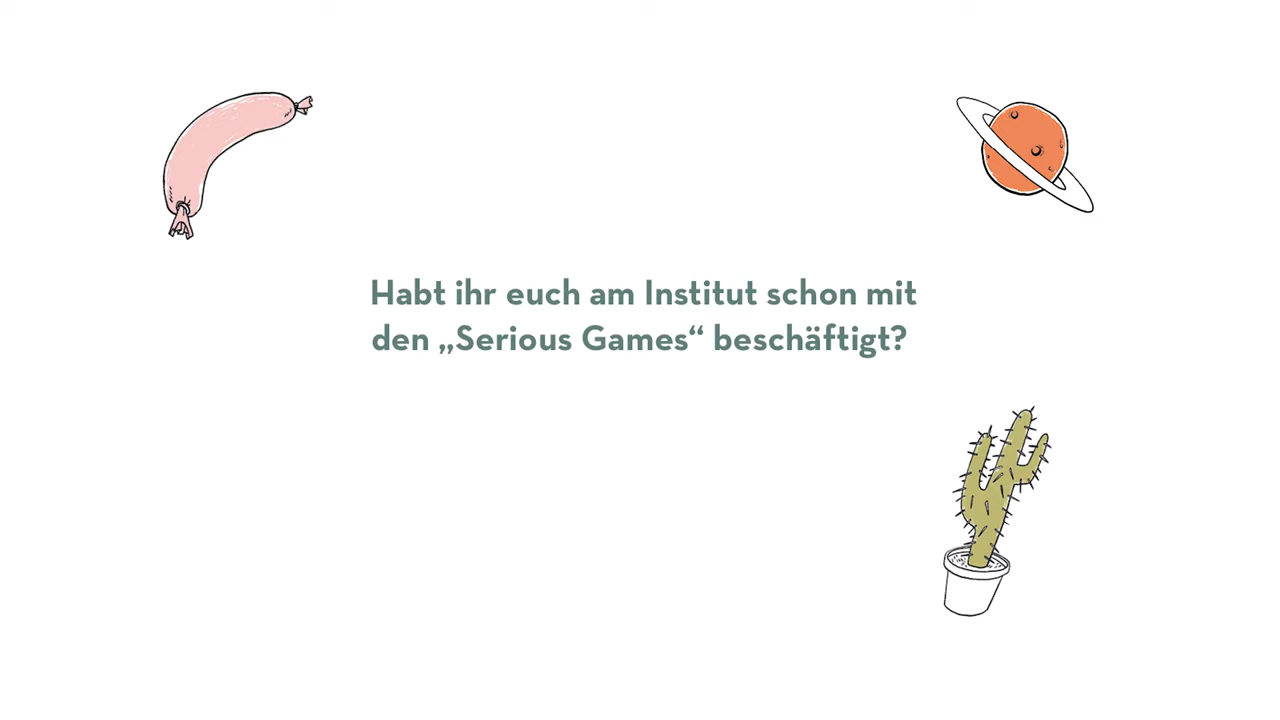 Habt ihr euch am Institut schon mit
den „Serious Games“ beschäftigt?